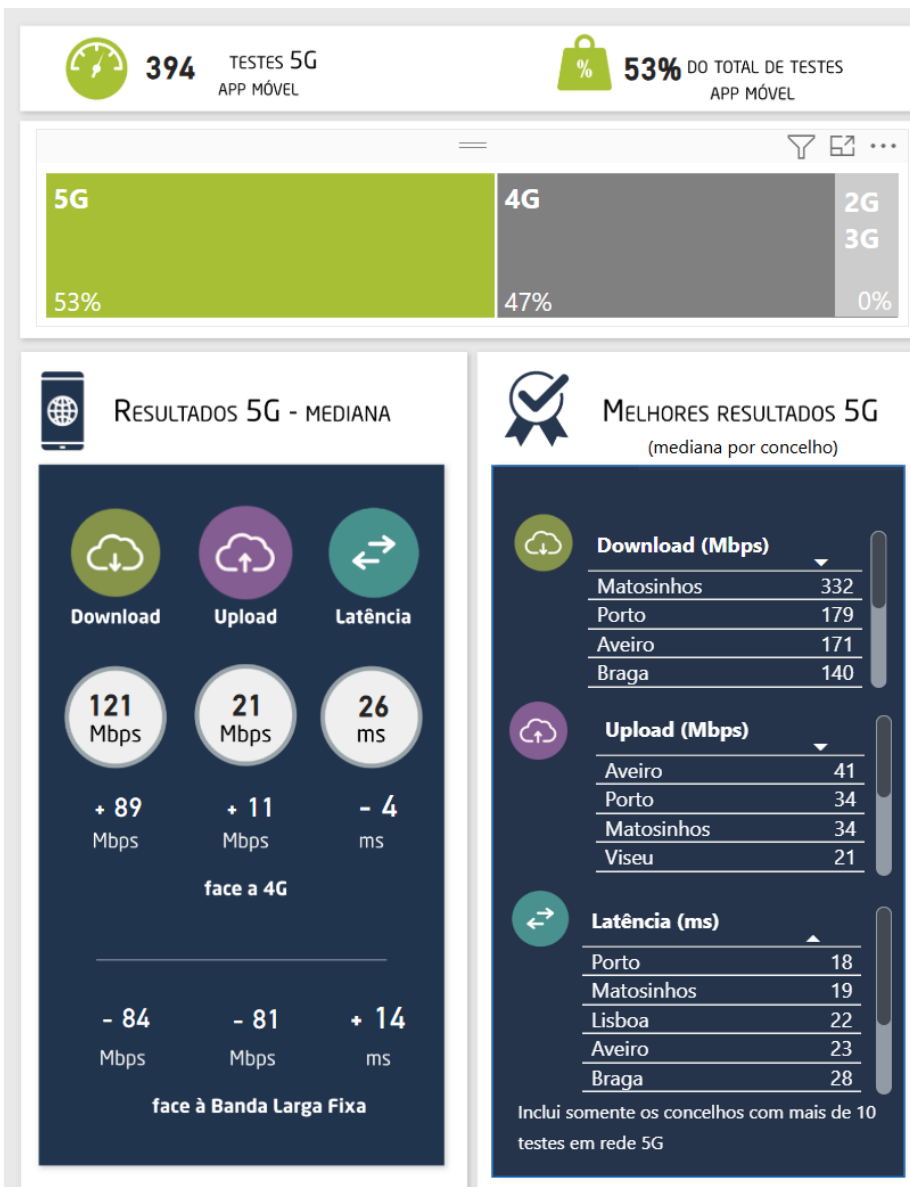 394 TESTES 5G
APP MÓVEL
%
53% DO TOTAL DE TESTES
APP MÓVEL
5G
53%
4G
47%
2G
3G
0%
RESULTADOS 5G - MEDIANA
Download Upload Latência
121 21 26
Mbps Mbps ms
+ 89 + 11 - 4
Mbps Mbps ms
face a 4G
- 84 - 81 + 14
Mbps Mbps ms
face à Banda Larga Fixa
MELHORES RESULTADOS 5G
(mediana por concelho)
Download (Mbps)
Matosinhos 332
Porto 179
Aveiro 171
Braga 140
Upload (Mbps)
Aveiro 41
Porto 34
Matosinhos 34
Viseu 21
Latência (ms)
Porto 18
Matosinhos 19
Lisboa 22
Aveiro 23
Braga 28
Inclui somente os concelhos com mais de 10
testes em rede 5G